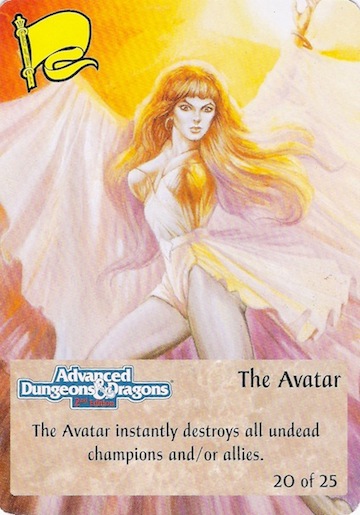 Advanced
Dungeons & Dragons
2nd Edition
The Avatar
The Avatar instantly destroys all undead
champions and/or allies.
20 of 25